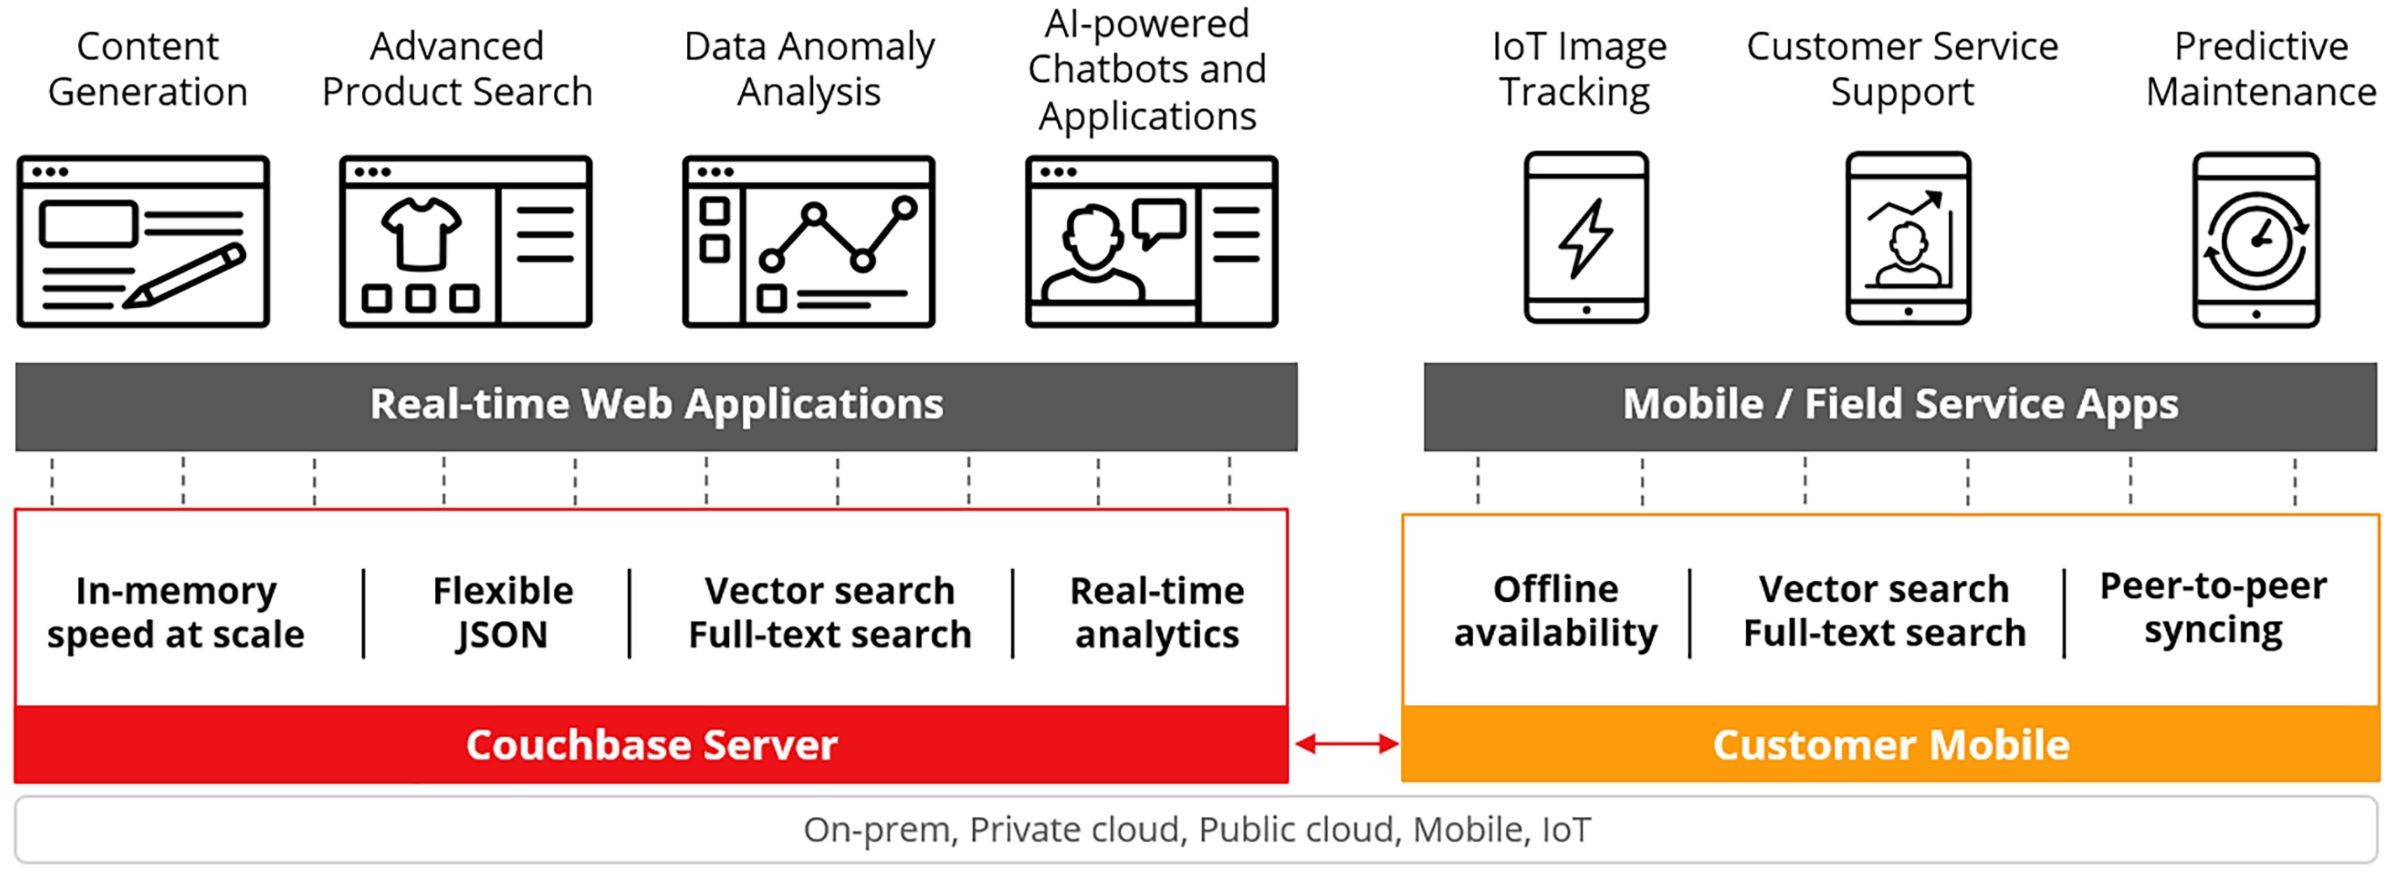 Content
Generation
Advanced
Product Search
Data Anomaly
Analysis
AI-powered
Chatbots and
Applications
IoT Image
Tracking
Customer Service
Support
Predictive
Maintenance
Real-time Web Applications
Mobile / Field Service Apps
In-memory
speed at scale
Flexible
JSON
Vector search
Full-text search
Real-time
analytics
Offline
availability
Vector search
Full-text search
Peer-to-peer
syncing
Couchbase Server
Customer Mobile
On-prem, Private cloud, Public cloud, Mobile, IoT